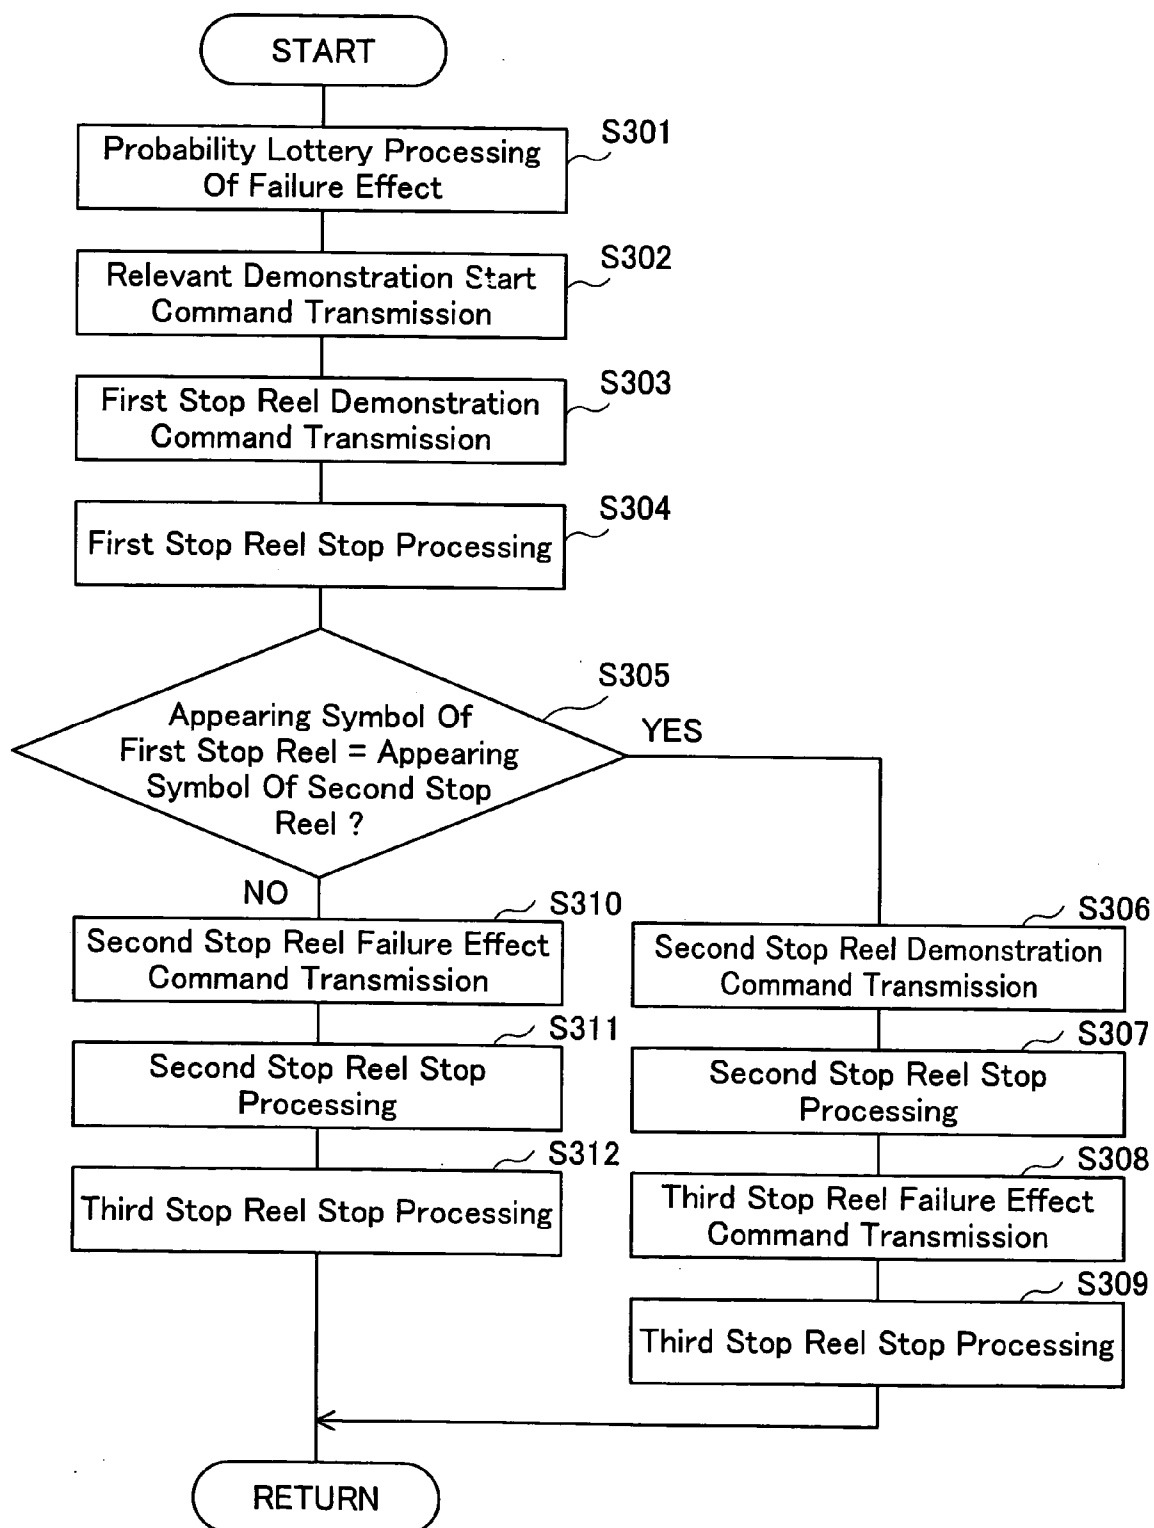 START
S301
Probability Lottery Processing
Of Failure Effect
S302
Relevant Demonstration Start
Command Transmission
S303
First Stop Reel Demonstration
Command Transmission
S304
First Stop Reel Stop Processing
S305
Appearing Symbol Of
First Stop Reel = Appearing
Symbol Of Second Stop
Reel ?
YES
NO
S310
Second Stop Reel Failure Effect
Command Transmission
S311
Second Stop Reel Stop
Processing
S312
Third Stop Reel Stop Processing
S306
Second Stop Reel Demonstration
Command Transmission
S307
Second Stop Reel Stop
Processing
S308
Third Stop Reel Failure Effect
Command Transmission
S309
Third Stop Reel Stop Processing
RETURN